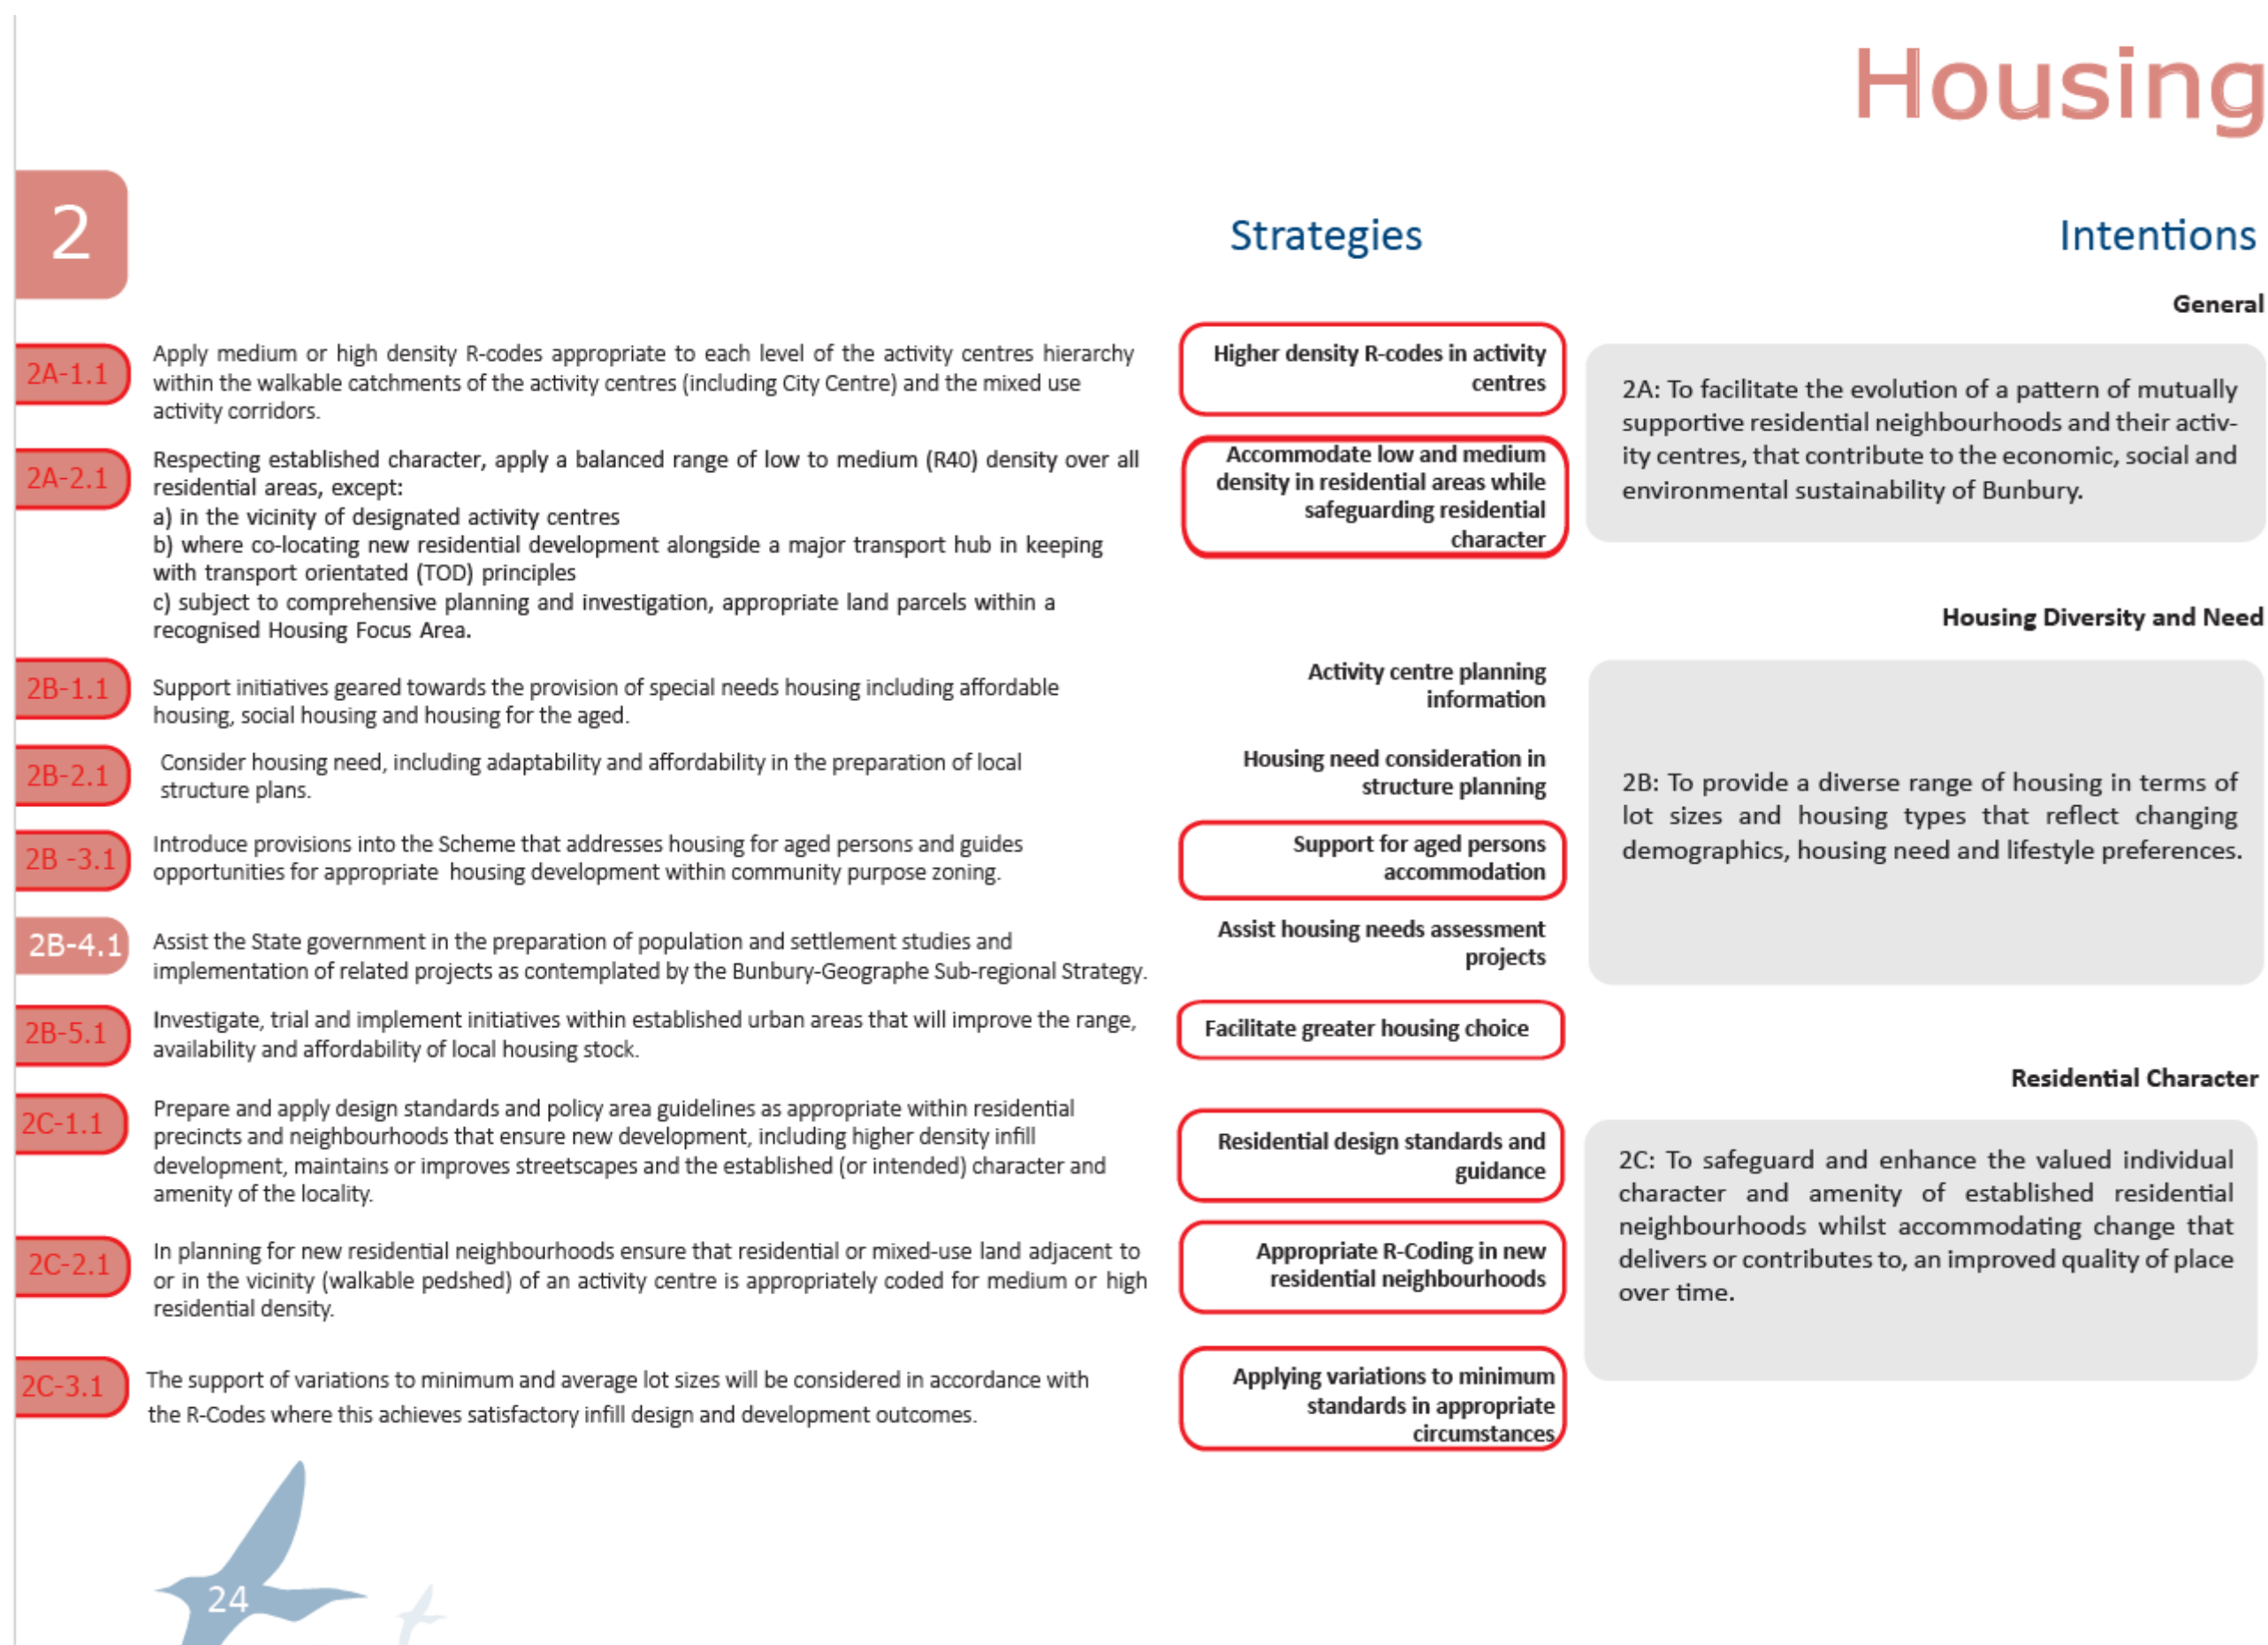 Housing
2
Strategies
Intentions
General
2A-1.1
Apply medium or high density R-codes appropriate to each level of the activity centres hierarchy
within the walkable catchments of the activity centres (including City Centre) and the mixed use
activity corridors.
Higher density R-codes in activity
centres
2A: To facilitate the evolution of a pattern of mutually
supportive residential neighbourhoods and their activ-
ity centres, that contribute to the economic, social and
environmental sustainability of Bunbury.
2A-2.1
Respecting established character, apply a balanced range of low to medium (R40) density over all
residential areas, except:
a) in the vicinity of designated activity centres
b) where co-locating new residential development alongside a major transport hub in keeping
with transport orientated (TOD) principles
c) subject to comprehensive planning and investigation, appropriate land parcels within a
recognised Housing Focus Area.
Accommodate low and medium
density in residential areas while
safeguarding residential
character
Housing Diversity and Need
2B-1.1
Support initiatives geared towards the provision of special needs housing including affordable
housing, social housing and housing for the aged.
Activity centre planning
information
2B-2.1
Consider housing need, including adaptability and affordability in the preparation of local
structure plans.
Housing need consideration in
structure planning
2B: To provide a diverse range of housing in terms of
lot sizes and housing types that reflect changing
demographics, housing need and lifestyle preferences.
2B -3.1
Introduce provisions into the Scheme that addresses housing for aged persons and guides
opportunities for appropriate housing development within community purpose zoning.
Support for aged persons
accommodation
2B-4.1
Assist the State government in the preparation of population and settlement studies and
implementation of related projects as contemplated by the Bunbury-Geographe Sub-regional Strategy.
Assist housing needs assessment
projects
2B-5.1
Investigate, trial and implement initiatives within established urban areas that will improve the range,
availability and affordability of local housing stock.
Facilitate greater housing choice
Residential Character
2C-1.1
Prepare and apply design standards and policy area guidelines as appropriate within residential
precincts and neighbourhoods that ensure new development, including higher density infill
development, maintains or improves streetscapes and the established (or intended) character and
amenity of the locality.
Residential design standards and
guidance
2C: To safeguard and enhance the valued individual
character and amenity of established residential
neighbourhoods whilst accommodating change that
delivers or contributes to, an improved quality of place
over time.
2C-2.1
In planning for new residential neighbourhoods ensure that residential or mixed-use land adjacent to
or in the vicinity (walkable pedshed) of an activity centre is appropriately coded for medium or high
residential density.
Appropriate R-Coding in new
residential neighbourhoods
2C-3.1
The support of variations to minimum and average lot sizes will be considered in accordance with
the R-Codes where this achieves satisfactory infill design and development outcomes.
Applying variations to minimum
standards in appropriate
circumstances
24